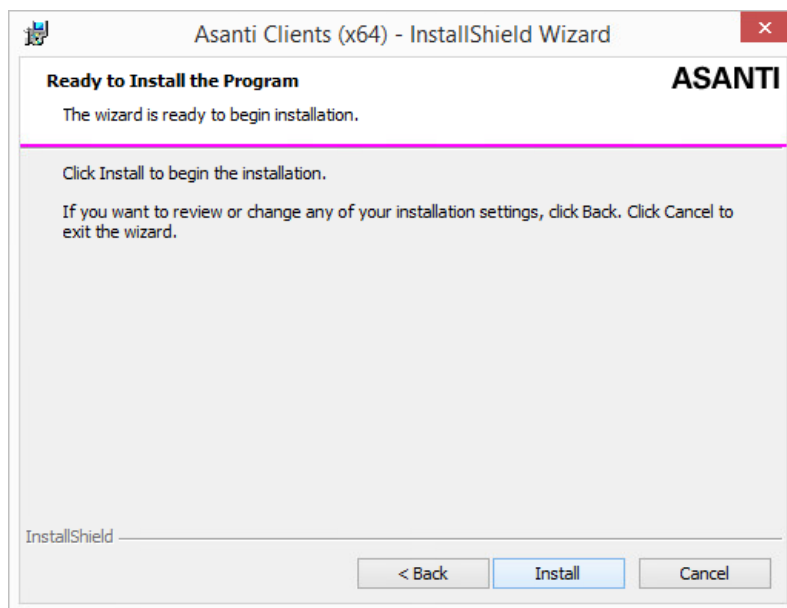 Asanti Clients (x64) - InstallShield Wizard
Ready to Install the Program
ASANTI
The wizard is ready to begin installation.
Click Install to begin the installation.
If you want to review or change any of your installation settings, click Back. Click Cancel to
exit the wizard.
InstallShield
< Back
Install
Cancel